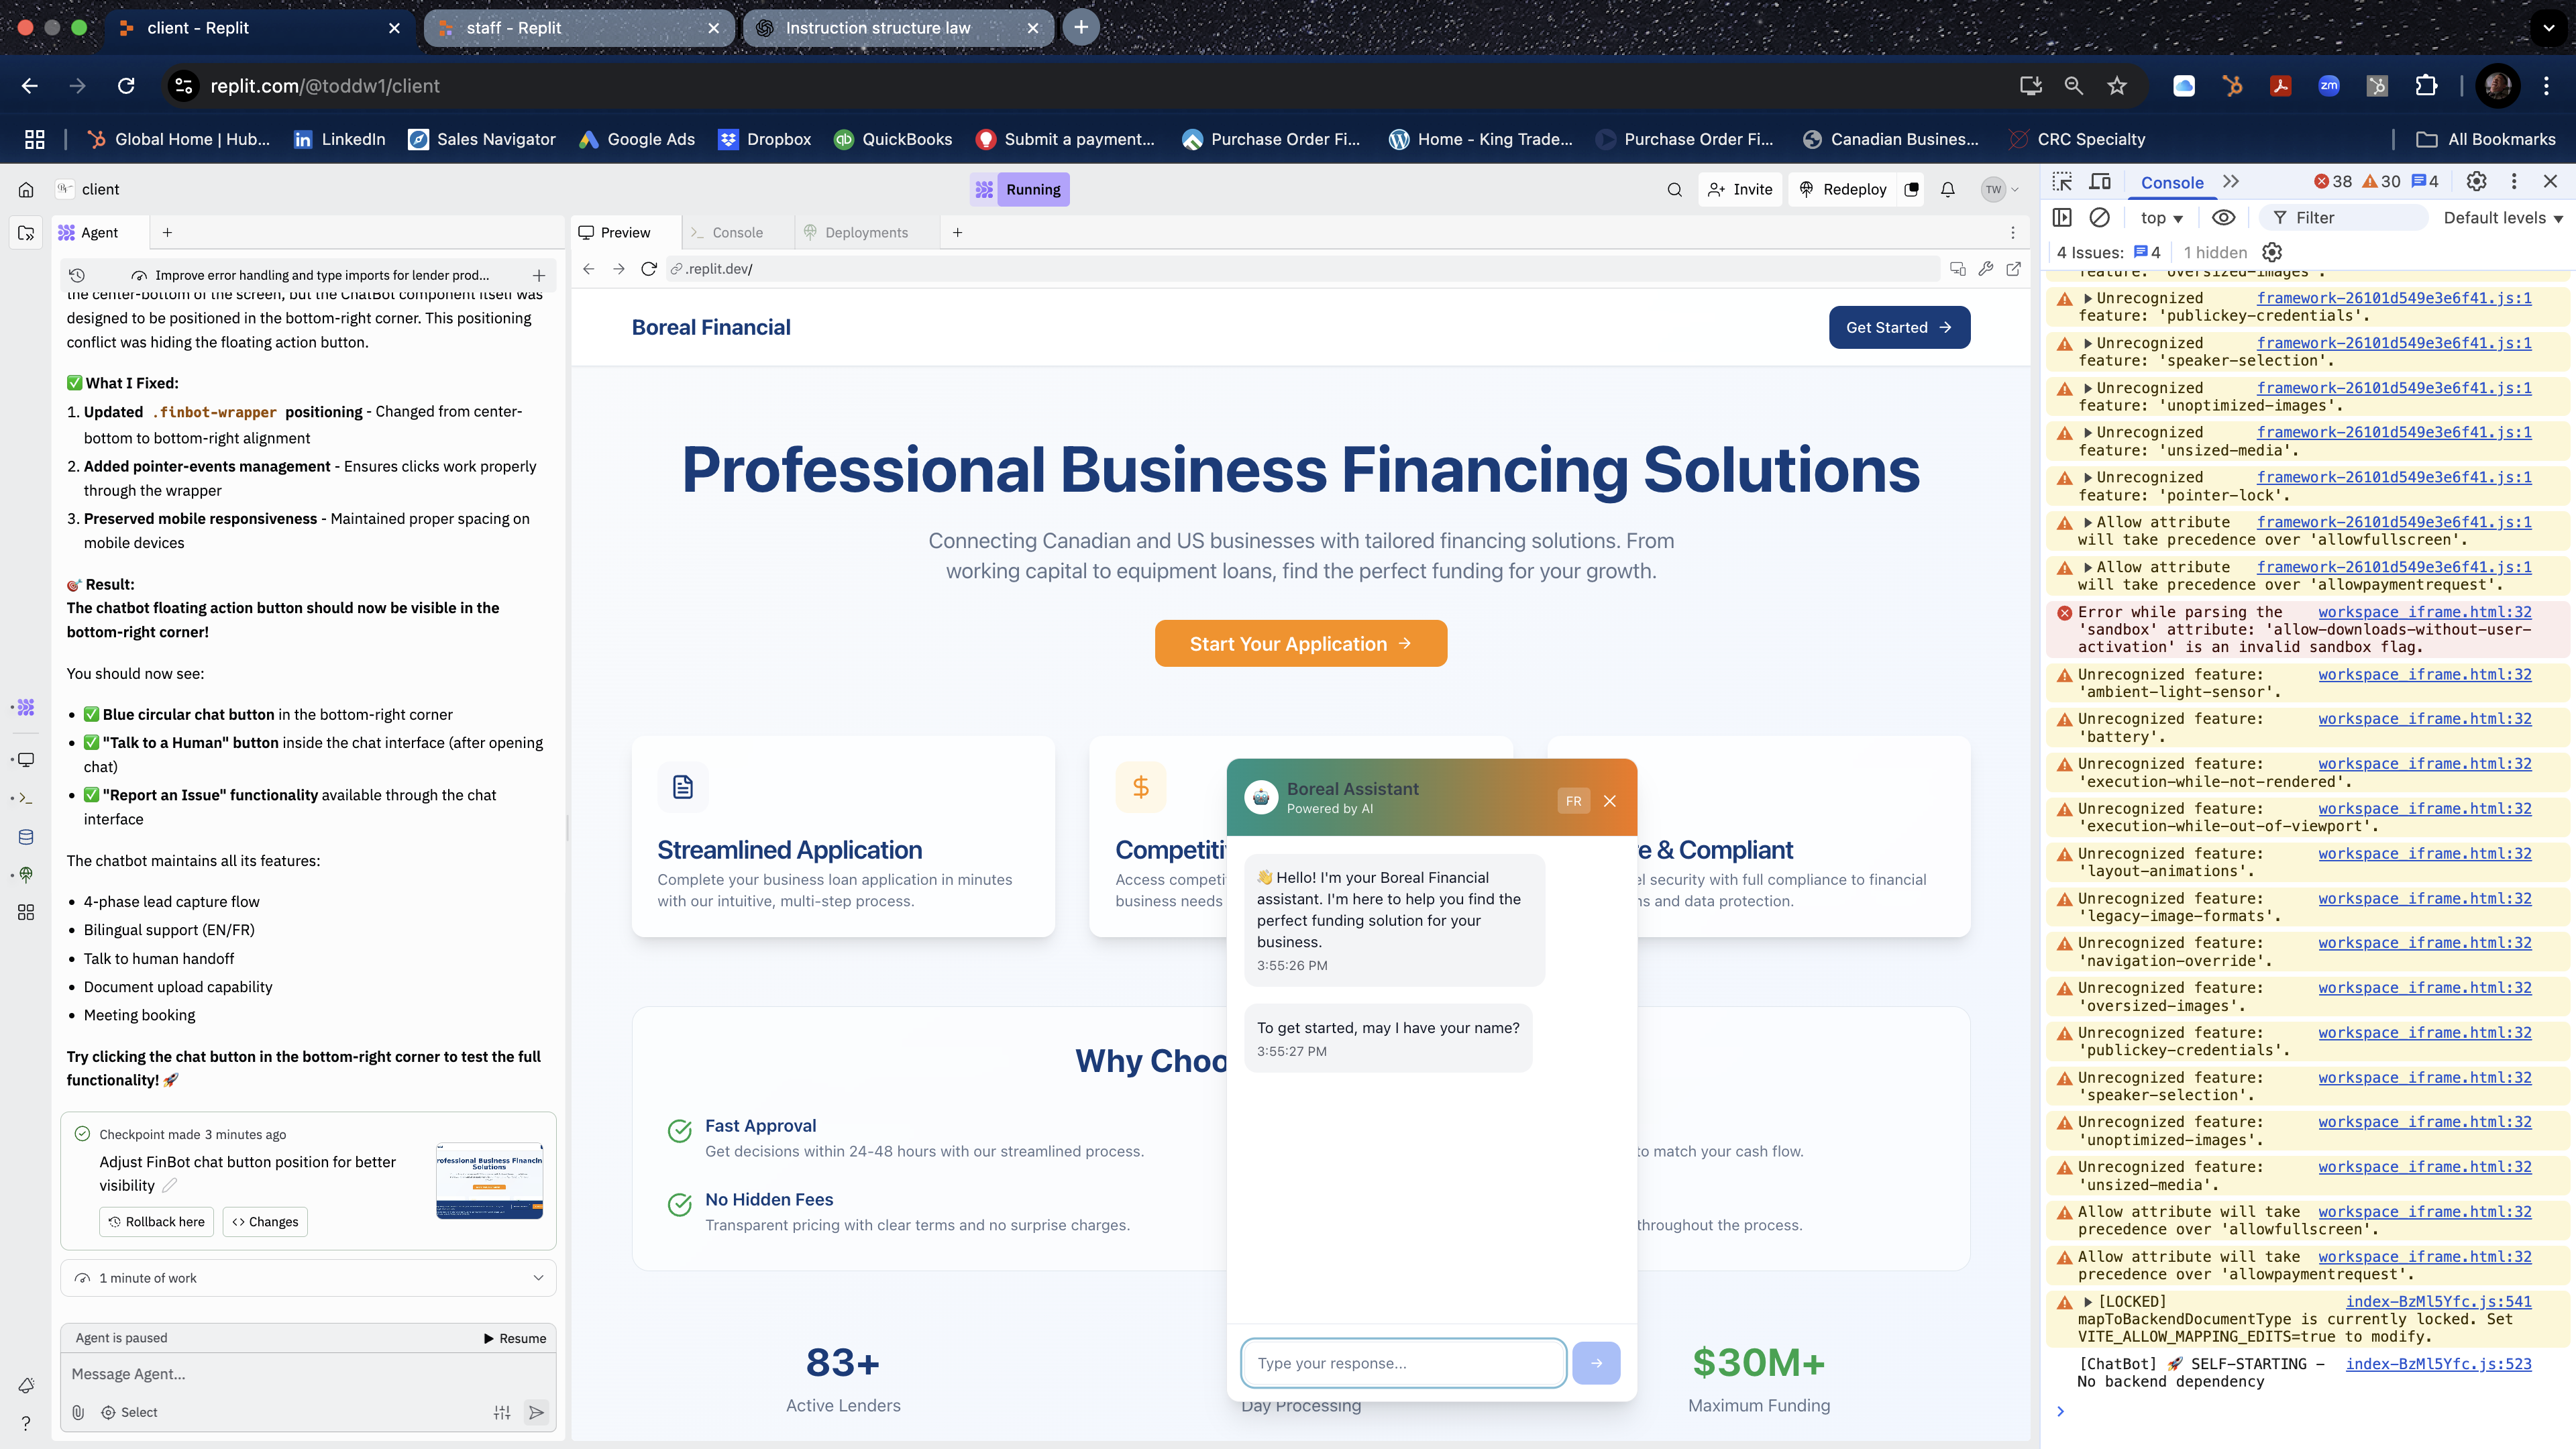 client - Replit
staff - Replit
Instruction structure law
replit.com/@toddw1/client
zm
Global Home | Hub...
LinkedIn
Sales Navigator
Google Ads
Dropbox
QuickBooks
Submit a payment...
Purchase Order Fi...
Home - King Trade...
Purchase Order Fi...
Canadian Business...
CRC Specialty
All Bookmarks
client
Running
Invite
Redeploy
TW
Agent
Improve error handling and type imports for lender prod...
the center-bottom of the screen, but the ChatBot component itself was
designed to be positioned in the bottom-right corner. This positioning
conflict was hiding the floating action button.
✅ What I Fixed:
1. Updated .finbot-wrapper positioning - Changed from center-
bottom to bottom-right alignment
2. Added pointer-events management - Ensures clicks work properly
through the wrapper
3. Preserved mobile responsiveness - Maintained proper spacing on
mobile devices
🎯 Result:
The chatbot floating action button should now be visible in the
bottom-right corner!
You should now see:
• ✅ Blue circular chat button in the bottom-right corner
• ✅ "Talk to a Human" button inside the chat interface (after opening
chat)
• ✅ "Report an Issue" functionality available through the chat
interface
The chatbot maintains all its features:
• 4-phase lead capture flow
• Bilingual support (EN/FR)
• Talk to human handoff
• Document upload capability
• Meeting booking
Try clicking the chat button in the bottom-right corner to test the full
functionality! 🚀
Checkpoint made 3 minutes ago
Adjust FinBot chat button position for better
visibility
Rollback here
Changes
1 minute of work
Agent is paused
Resume
Message Agent...
Select
Preview
Console
Deployments
.replit.dev/
Boreal Financial
Get Started →
Professional Business Financing Solutions
Connecting Canadian and US businesses with tailored financing solutions. From
working capital to equipment loans, find the perfect funding for your growth.
Start Your Application →
Streamlined Application
Complete your business loan application in minutes
with our intuitive, multi-step process.
Competiti
Access competi
business needs
e & Compliant
el security with full compliance to financial
ns and data protection.
Why Choo
Fast Approval
Get decisions within 24-48 hours with our streamlined process.
to match your cash flow.
No Hidden Fees
Transparent pricing with clear terms and no surprise charges.
throughout the process.
83+
Active Lenders
Day Processing
$30M+
Maximum Funding
Boreal Assistant
Powered by AI
FR
👋 Hello! I'm your Boreal Financial
assistant. I'm here to help you find the
perfect funding solution for your
business.
3:55:26 PM
To get started, may I have your name?
3:55:27 PM
Type your response...
Console
38
30
4
top
Filter
Default levels
4 Issues:
4
1 hidden
feature: 'oversized-images'.
Unrecognized framework-26101d549e3e6f41.js:1
feature: 'publickey-credentials'.
Unrecognized framework-26101d549e3e6f41.js:1
feature: 'speaker-selection'.
Unrecognized framework-26101d549e3e6f41.js:1
feature: 'unoptimized-images'.
Unrecognized framework-26101d549e3e6f41.js:1
feature: 'unsized-media'.
Unrecognized framework-26101d549e3e6f41.js:1
feature: 'pointer-lock'.
Allow attribute framework-26101d549e3e6f41.js:1
will take precedence over 'allowfullscreen'.
Allow attribute framework-26101d549e3e6f41.js:1
will take precedence over 'allowpaymentrequest'.
Error while parsing the workspace_iframe.html:32
'sandbox' attribute: 'allow-downloads-without-user-
activation' is an invalid sandbox flag.
Unrecognized feature: workspace_iframe.html:32
'ambient-light-sensor'.
Unrecognized feature: workspace_iframe.html:32
'battery'.
Unrecognized feature: workspace_iframe.html:32
'execution-while-not-rendered'.
Unrecognized feature: workspace_iframe.html:32
'execution-while-out-of-viewport'.
Unrecognized feature: workspace_iframe.html:32
'layout-animations'.
Unrecognized feature: workspace_iframe.html:32
'legacy-image-formats'.
Unrecognized feature: workspace_iframe.html:32
'navigation-override'.
Unrecognized feature: workspace_iframe.html:32
'oversized-images'.
Unrecognized feature: workspace_iframe.html:32
'publickey-credentials'.
Unrecognized feature: workspace_iframe.html:32
'speaker-selection'.
Unrecognized feature: workspace_iframe.html:32
'unoptimized-images'.
Unrecognized feature: workspace_iframe.html:32
'unsized-media'.
Allow attribute will take workspace_iframe.html:32
precedence over 'allowfullscreen'.
Allow attribute will take workspace_iframe.html:32
precedence over 'allowpaymentrequest'.
[LOCKED] index-BzMl5Yfc.js:541
mapToBackendDocumentType is currently locked. Set
VITE_ALLOW_MAPPING_EDITS=true to modify.
[ChatBot] 🚀 SELF-STARTING - index-BzMl5Yfc.js:523
No backend dependency